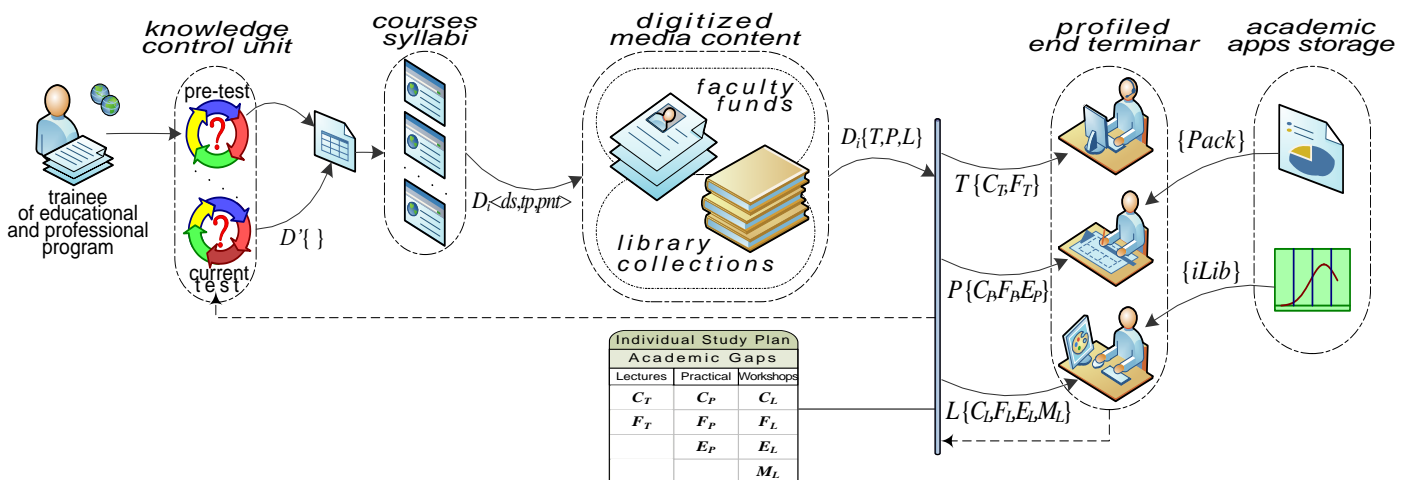 knowledge
control unit
courses
syllabi
digitized
media content
profiled
end terminar
academic
apps storage
pre-test
?
. . .
?
current
test
trainee
of educational
and professional
program
D'{ }
. . .
Di<ds,tp,pnt>
faculty
funds
library
collections
Di{T,P,L}
T{CT,FT}
P{CP,FP,EP}
L{CL,FL,EL,ML}
{Pack}
{iLib}
Individual Study Plan
Academic Gaps
Lectures Practical Workshops
CT CP CL
FT FP FL
EP EL
ML